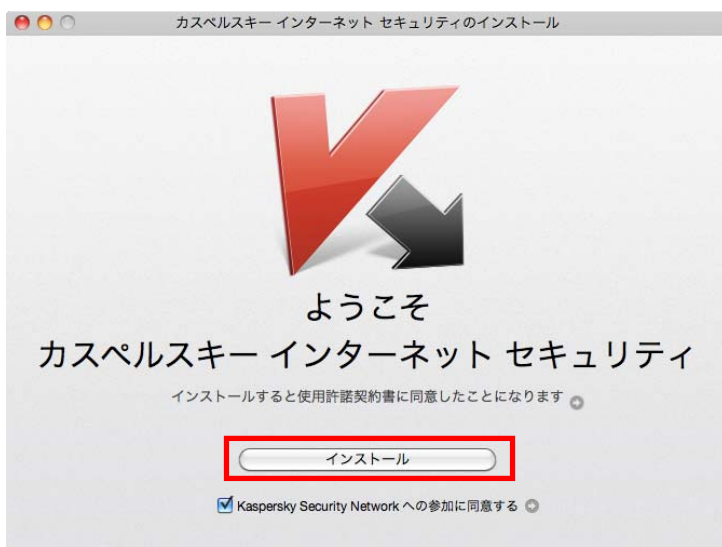 カスペルスキー インターネット セキュリティのインストール
ようこそ
カスペルスキー インターネット セキュリティ
インストールすると使用許諾契約書に同意したことになります
インストール
Kaspersky Security Network への参加に同意する